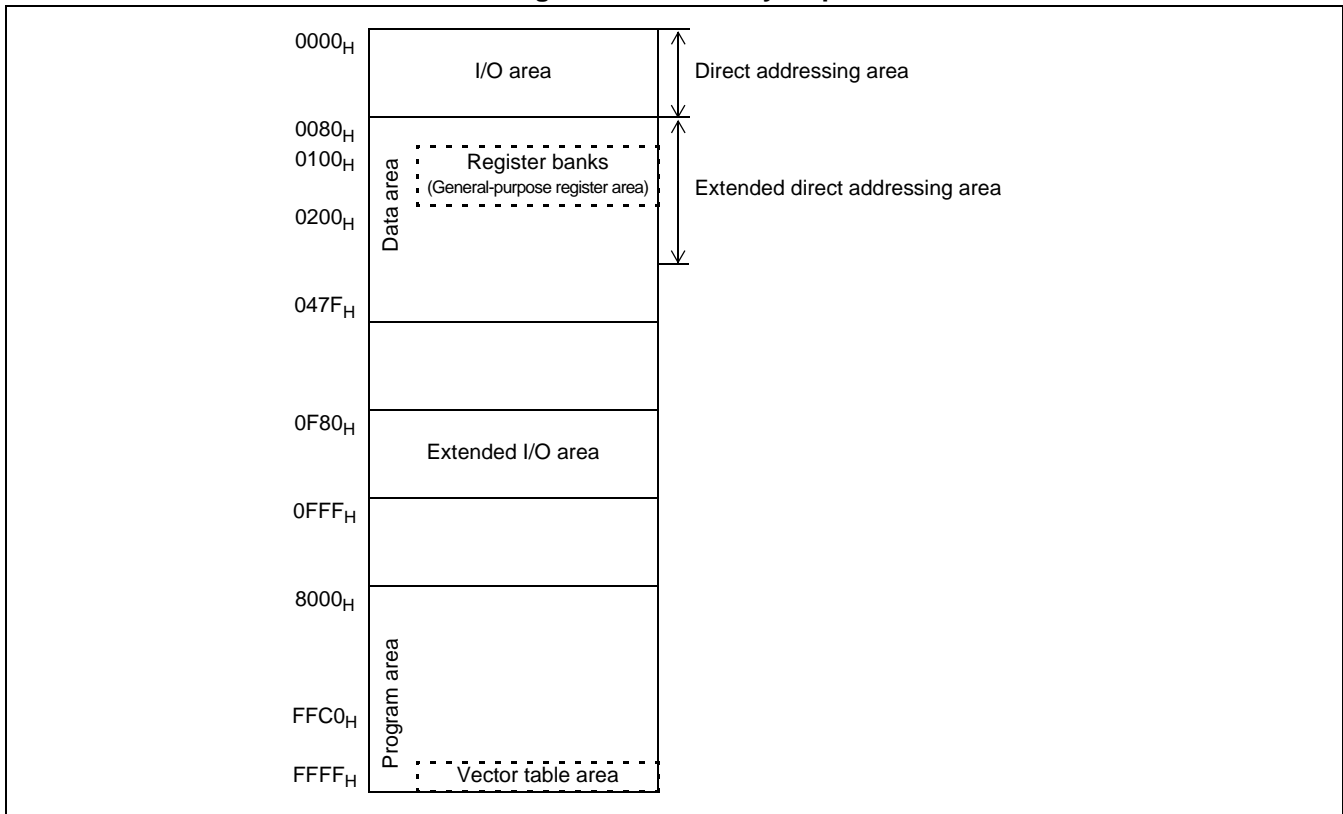 0000H
I/O area
Direct addressing area
0080H
0100H
Data area
Register banks
(General-purpose register area)
Extended direct addressing area
0200H
047FH
0F80H
Extended I/O area
0FFFH
8000H
Program area
FFC0H
FFFFH
Vector table area